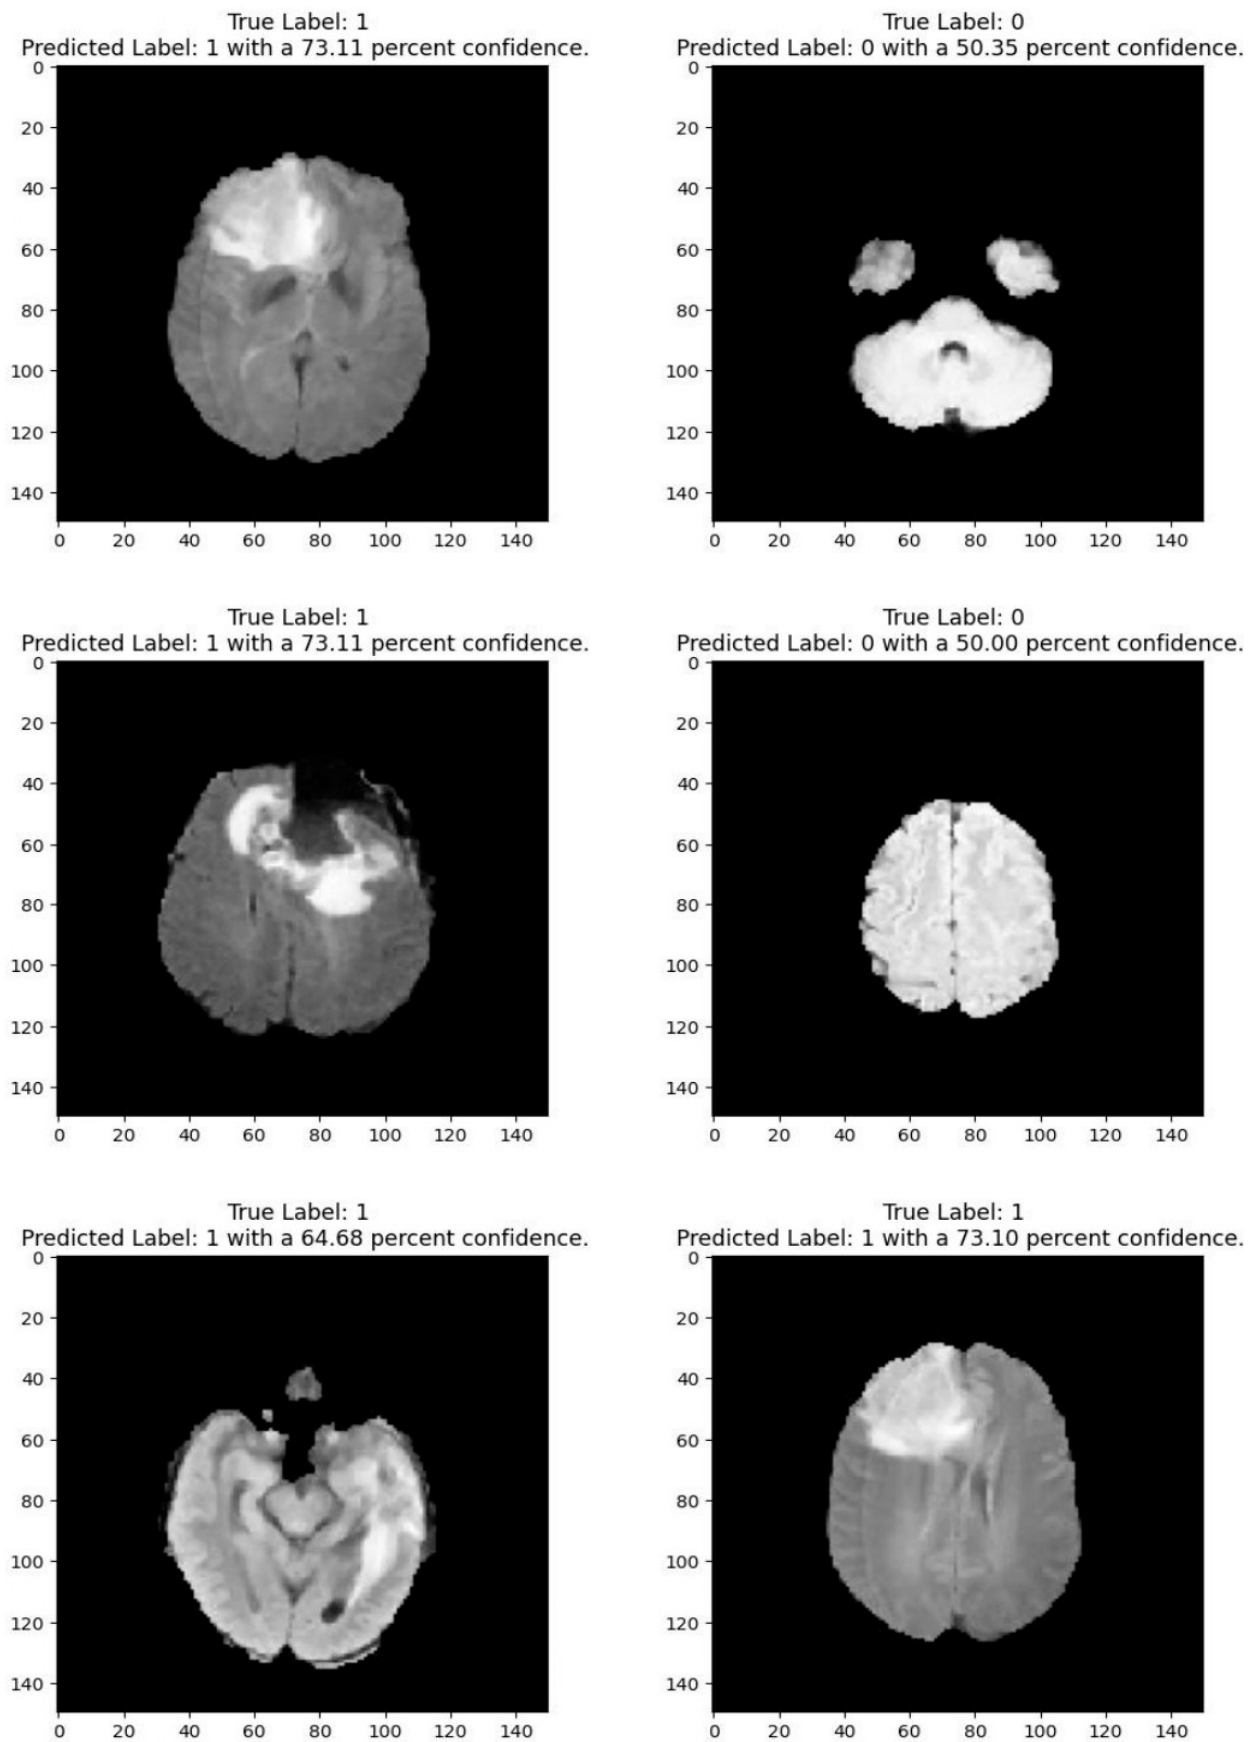 True Label: 1
Predicted Label: 1 with a 73.11 percent confidence.
0
20
40
60
80
100
120
140
0 20 40 60 80 100 120 140
True Label: 0
Predicted Label: 0 with a 50.35 percent confidence.
0
20
40
60
80
100
120
140
0 20 40 60 80 100 120 140
True Label: 1
Predicted Label: 1 with a 73.11 percent confidence.
0
20
40
60
80
100
120
140
0 20 40 60 80 100 120 140
True Label: 0
Predicted Label: 0 with a 50.00 percent confidence.
0
20
40
60
80
100
120
140
0 20 40 60 80 100 120 140
True Label: 1
Predicted Label: 1 with a 64.68 percent confidence.
0
20
40
60
80
100
120
140
0 20 40 60 80 100 120 140
True Label: 1
Predicted Label: 1 with a 73.10 percent confidence.
0
20
40
60
80
100
120
140
0 20 40 60 80 100 120 140